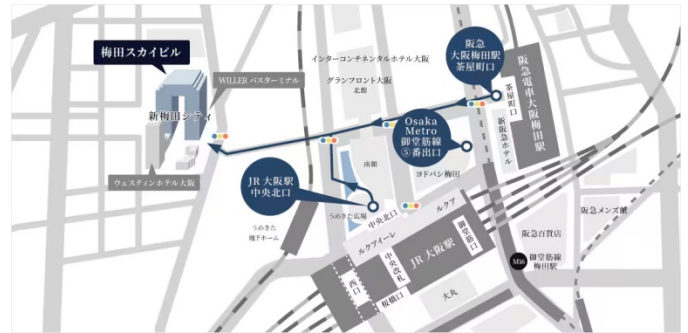 梅田スカイビル
WILLER バスターミナル
新梅田シティ
ウェスティンホテル大阪
インターコンチネンタルホテル大阪
グランフロント大阪
北館
阪急
大阪梅田駅
茶屋町口
茶屋町口
阪急電車大阪梅田駅
新阪急ホテル
Osaka
Metro
御堂筋線
⑤番出口
ヨドバシ梅田
南館
JR 大阪駅
中央北口
うめきた広場
中央北口
うめきた
地下ホーム
ルクアイーレ
ルクア
西口
中央改札
JR 大阪駅
御堂筋口
桜橋口
大丸
M16
御堂筋線
梅田駅
阪急百貨店
阪急メンズ館